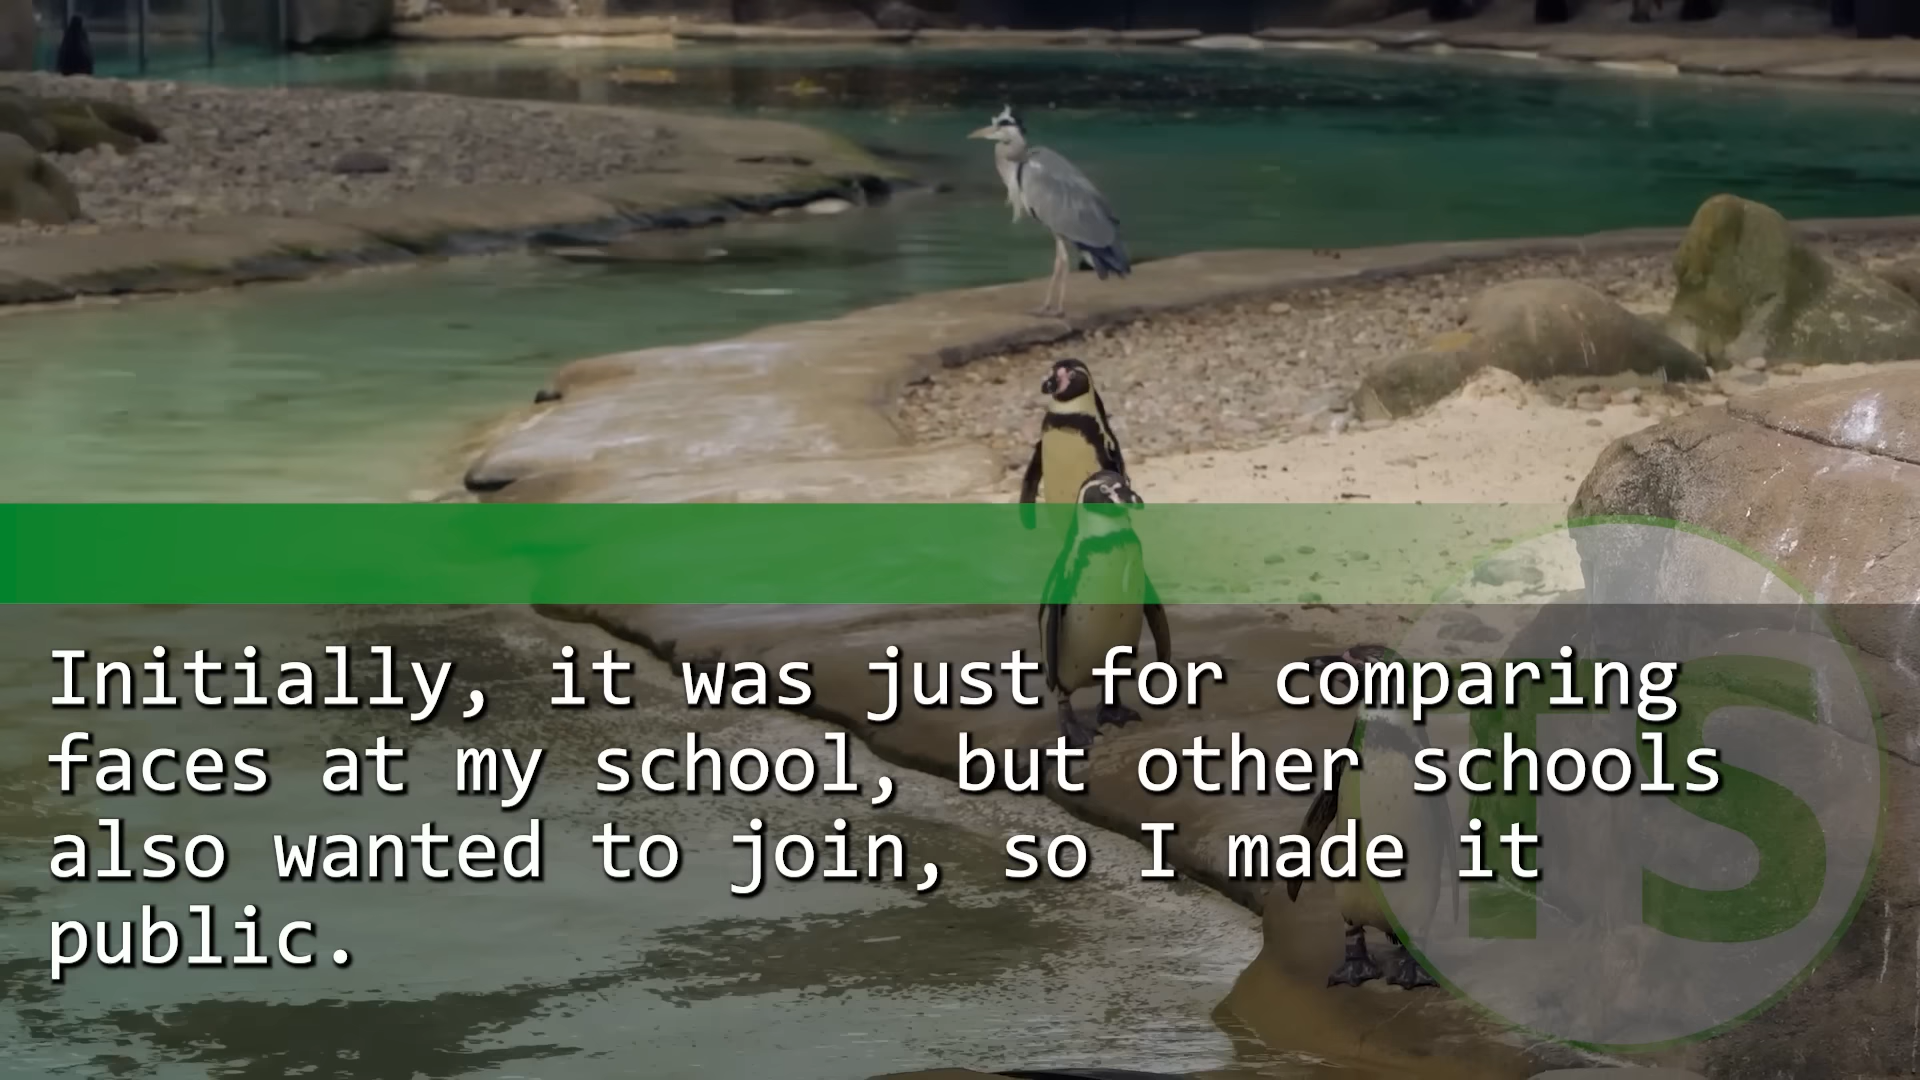 Initially, it was just for comparing
faces at my school, but other schools
also wanted to join, so I made it
public.
TS